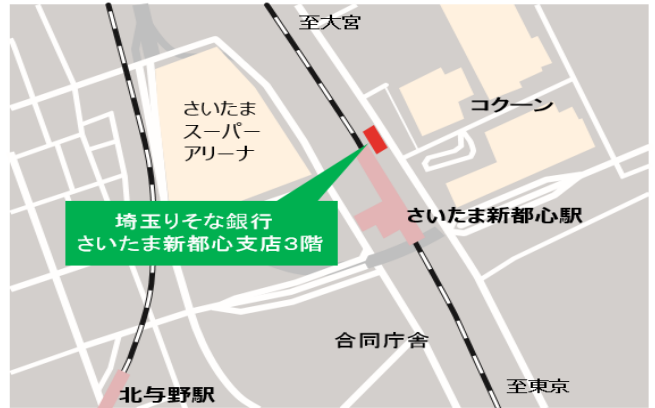 至大宮
コクーン
さいたま
スーパー
アリーナ
埼玉りそな銀行
さいたま新都心支店3階
さいたま新都心駅
合同庁舎
北与野駅
至東京